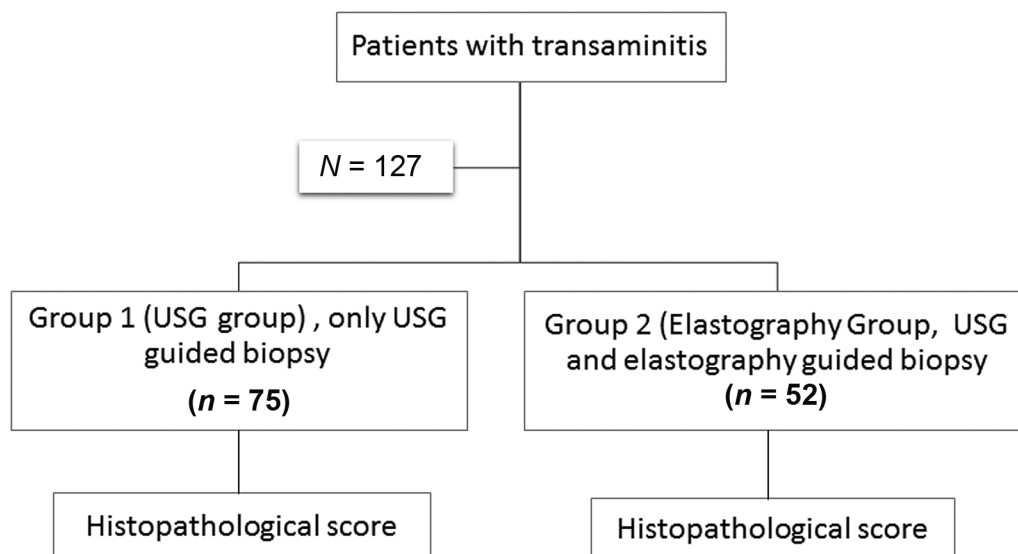 Patients with transaminitis
N = 127
Group 1 (USG group) , only USG
guided biopsy
(n = 75)
Group 2 (Elastography Group, USG
and elastography guided biopsy
(n = 52)
Histopathological score
Histopathological score